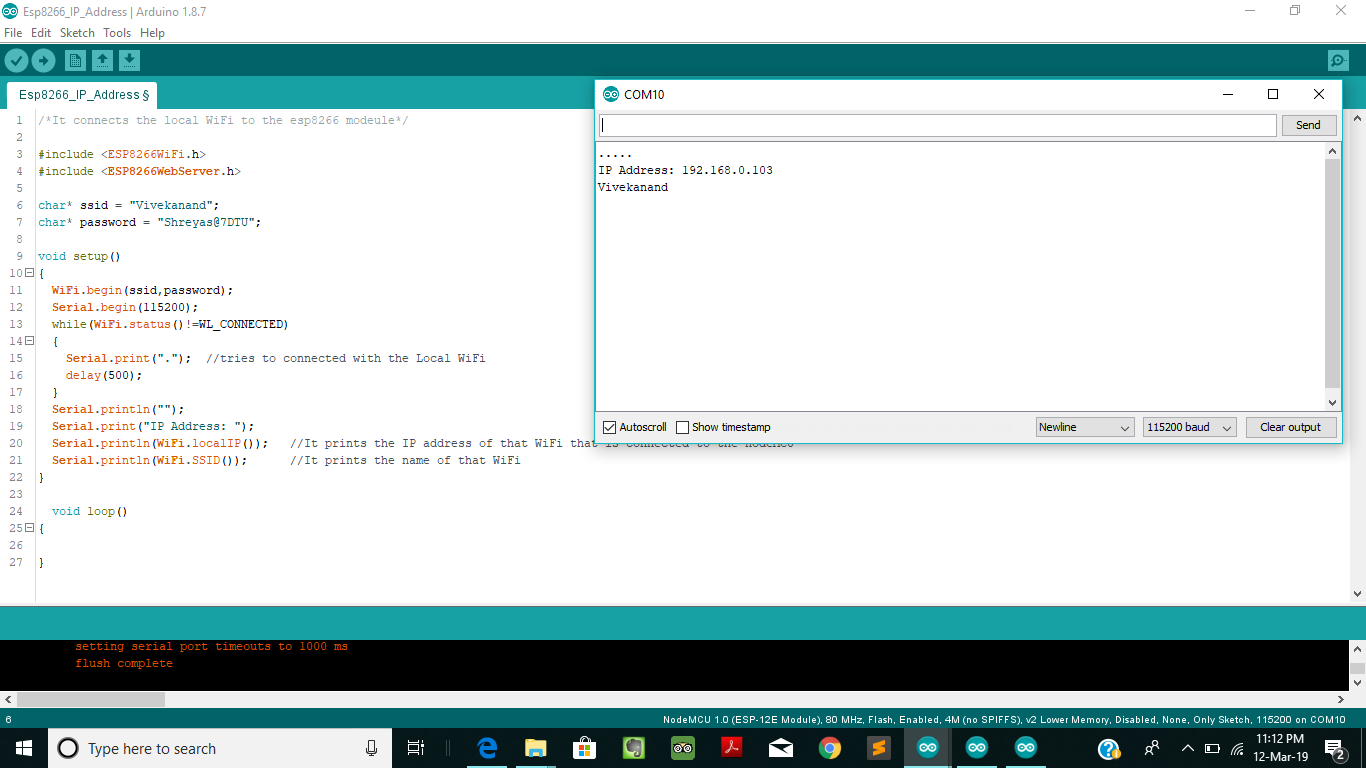 Esp8266_IP_Address | Arduino 1.8.7
File Edit Sketch Tools Help
Esp8266_IP_Address §
1 /*It connects the local WiFi to the esp8266 modeule*/
2
3 #include <ESP8266WiFi.h>
4 #include <ESP8266WebServer.h>
5
6 char* ssid = "Vivekanand";
7 char* password = "Shreyas@7DTU";
8
9 void setup()
10 {
11 WiFi.begin(ssid,password);
12 Serial.begin(115200);
13 while(WiFi.status()!=WL_CONNECTED)
14 {
15 Serial.print("."); //tries to connected with the Local WiFi
16 delay(500);
17 }
18 Serial.println("");
19 Serial.print("IP Address: ");
20 Serial.println(WiFi.localIP()); //It prints the IP address of that WiFi that is connected to the
21 Serial.println(WiFi.SSID()); //It prints the name of that WiFi
22 }
23
24 void loop()
25 {
26
27 }
COM10
Send
.....
IP Address: 192.168.0.103
Vivekanand
Autoscroll Show timestamp Newline 115200 baud Clear output
setting serial port timeouts to 1000 ms
flush complete
6 NodeMCU 1.0 (ESP-12E Module), 80 MHz, Flash, Enabled, 4M (no SPIFFS), v2 Lower Memory, Disabled, None, Only Sketch, 115200 on COM10
Type here to search
11:12 PM
12-Mar-19
2